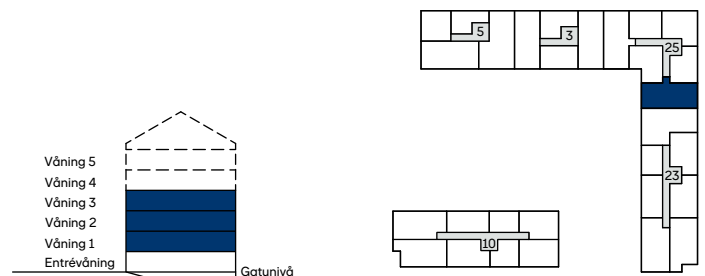 5
3
25
23
10
Våning 5
Våning 4
Våning 3
Våning 2
Våning 1
Entrévåning
Gatunivå